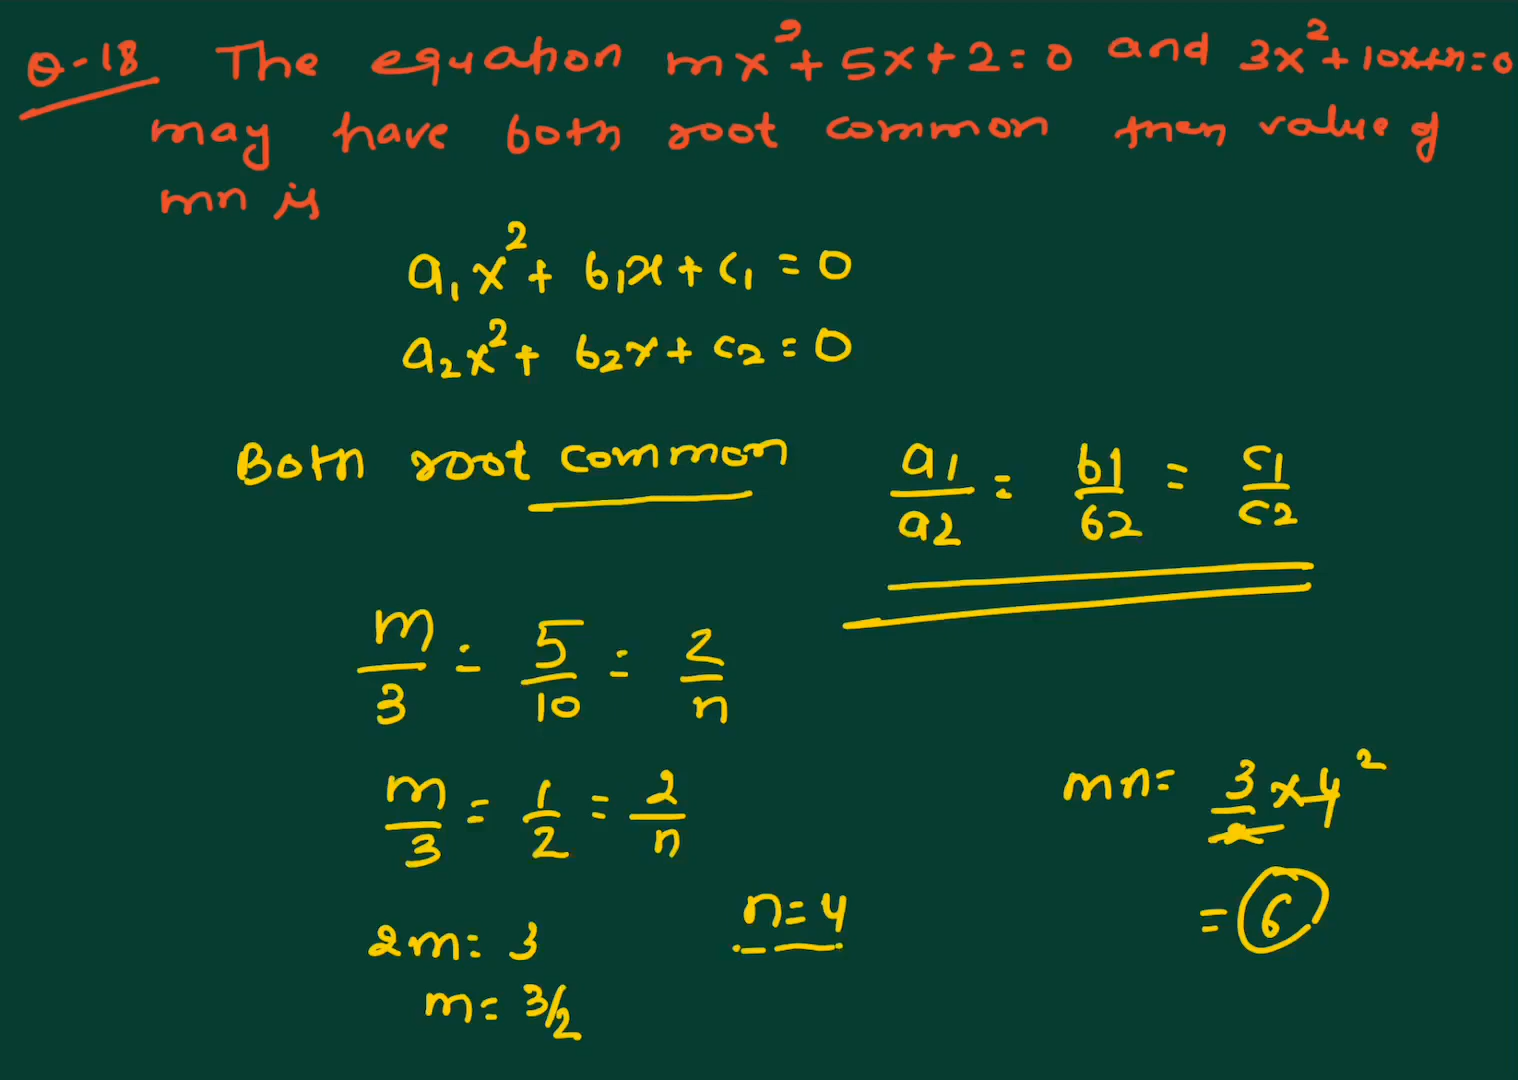 Q-18 The equation mx²+5x+2=0 and 3x²+10x+n=0
may have both root common then value of
mn is
a₁x²+ b₁x+c₁ =0
a₂x²+ b₂x+c₂=0
Both root common a1/a2 = b1/b2 = c1/c2
m/3 = 5/10 = 2/n
m/3 = 1/2 = 2/n
mn= 3/2 x 4 2
2m= 3
n=4
= 6
m= 3/2